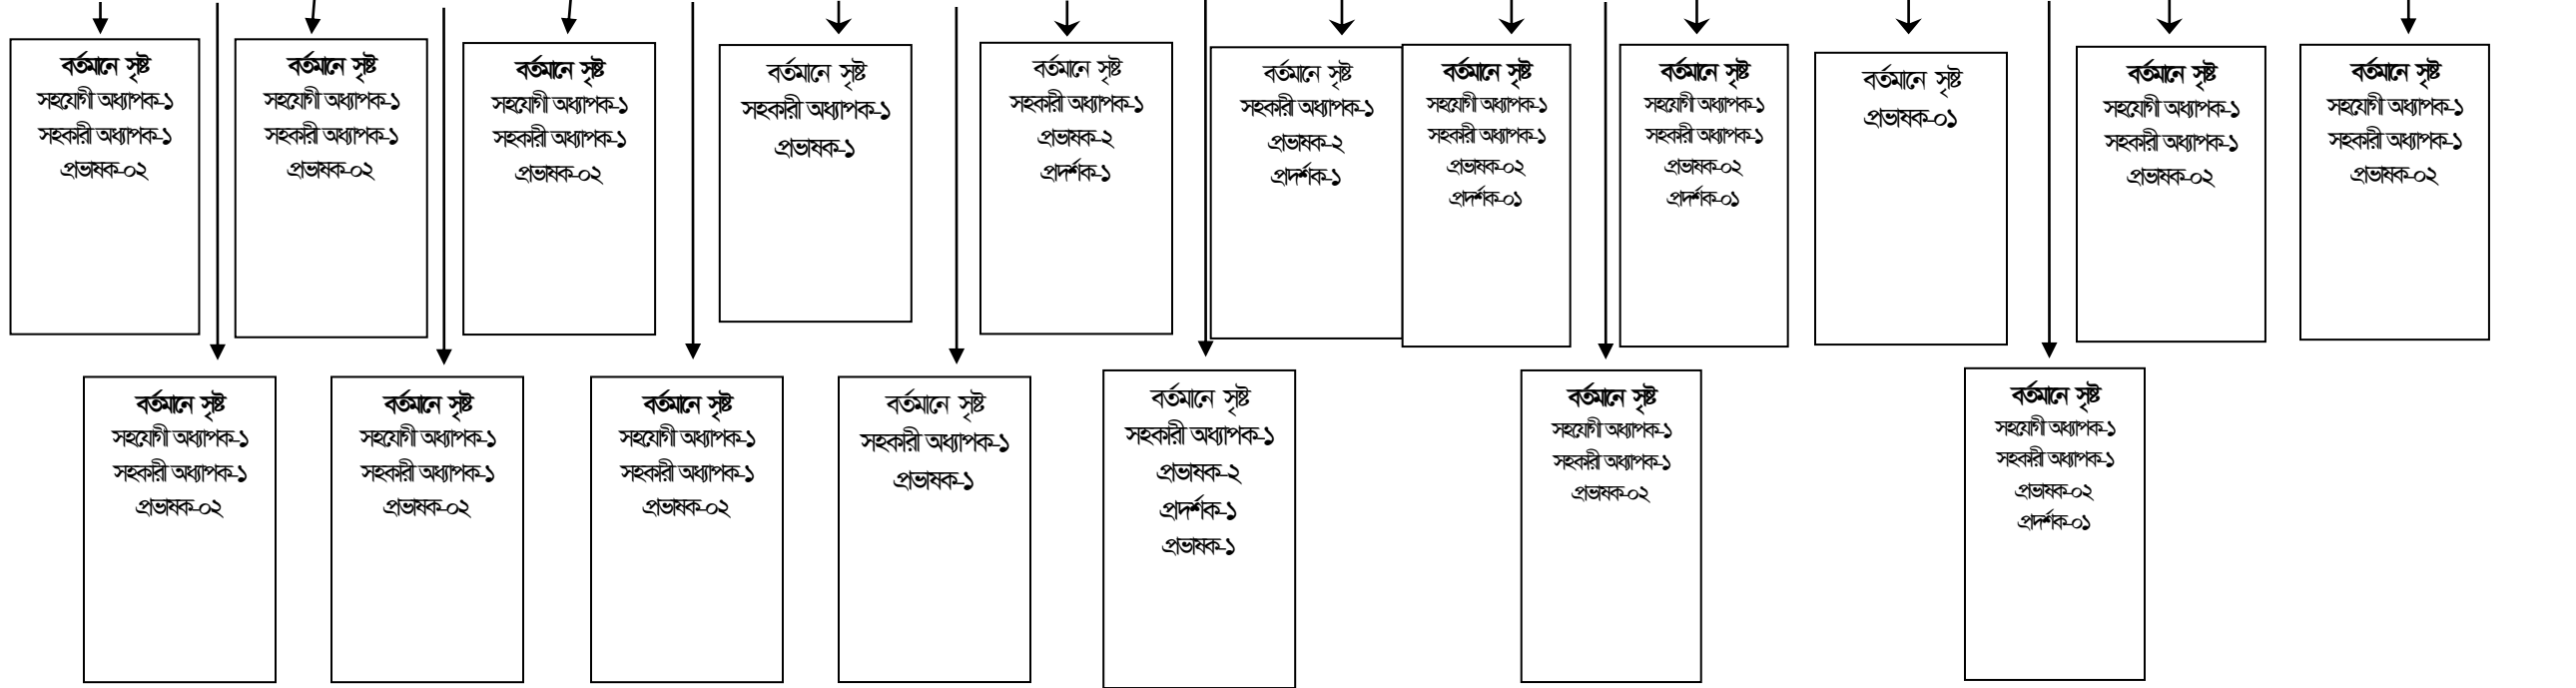 বর্তমানে সৃষ্ট
সহযোগী অধ্যাপক-১
সহকারী অধ্যাপক-১
প্রভাষক-০২
বর্তমানে সৃষ্ট
সহযোগী অধ্যাপক-১
সহকারী অধ্যাপক-১
প্রভাষক-০২
বর্তমানে সৃষ্ট
সহযোগী অধ্যাপক-১
সহকারী অধ্যাপক-১
প্রভাষক-০২
বর্তমানে সৃষ্ট
সহকারী অধ্যাপক-১
প্রভাষক-১
বর্তমানে সৃষ্ট
সহকারী অধ্যাপক-১
প্রভাষক-২
প্রদর্শক-১
বর্তমানে সৃষ্ট
সহকারী অধ্যাপক-১
প্রভাষক-২
প্রদর্শক-১
বর্তমানে সৃষ্ট
সহযোগী অধ্যাপক-১
সহকারী অধ্যাপক-১
প্রভাষক-০২
প্রদর্শক-০১
বর্তমানে সৃষ্ট
সহযোগী অধ্যাপক-১
সহকারী অধ্যাপক-১
প্রভাষক-০২
প্রদর্শক-০১
বর্তমানে সৃষ্ট
প্রভাষক-০১
বর্তমানে সৃষ্ট
সহযোগী অধ্যাপক-১
সহকারী অধ্যাপক-১
প্রভাষক-০২
বর্তমানে সৃষ্ট
সহযোগী অধ্যাপক-১
সহকারী অধ্যাপক-১
প্রভাষক-০২
বর্তমানে সৃষ্ট
সহযোগী অধ্যাপক-১
সহকারী অধ্যাপক-১
প্রভাষক-০২
বর্তমানে সৃষ্ট
সহযোগী অধ্যাপক-১
সহকারী অধ্যাপক-১
প্রভাষক-০২
বর্তমানে সৃষ্ট
সহযোগী অধ্যাপক-১
সহকারী অধ্যাপক-১
প্রভাষক-০২
বর্তমানে সৃষ্ট
সহকারী অধ্যাপক-১
প্রভাষক-১
বর্তমানে সৃষ্ট
সহকারী অধ্যাপক-১
প্রভাষক-২
প্রদর্শক-১
প্রভাষক-১
বর্তমানে সৃষ্ট
সহযোগী অধ্যাপক-১
সহকারী অধ্যাপক-১
প্রভাষক-০২
বর্তমানে সৃষ্ট
সহযোগী অধ্যাপক-১
সহকারী অধ্যাপক-১
প্রভাষক-০২
প্রদর্শক-০১